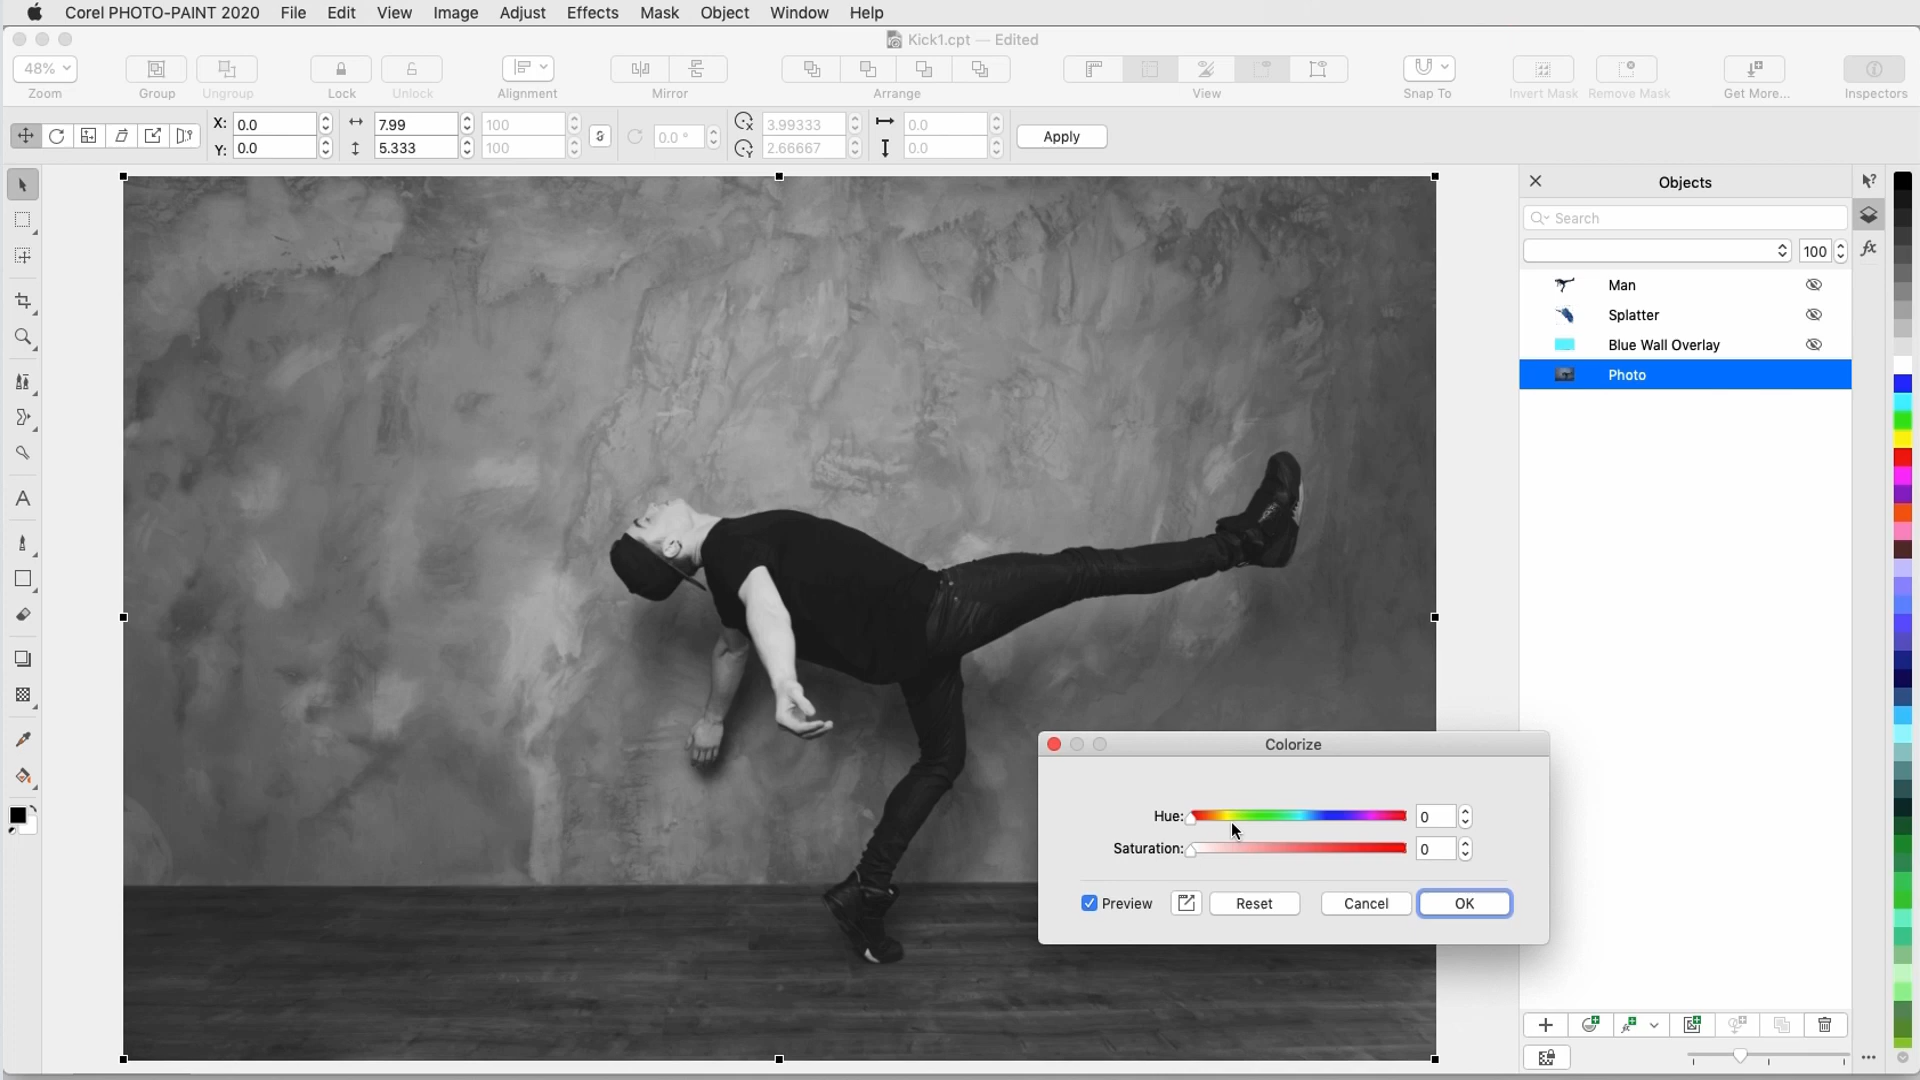 Corel PHOTO-PAINT 2020 File Edit View Image Adjust Effects Mask Object Window Help
Kick1.cpt — Edited
48%
Zoom Group Ungroup Lock Unlock Alignment Mirror Arrange View Snap To Invert Mask Remove Mask Get More... Inspectors
X: 0.0 7.99 100 0.0 ° 3.99333 0.0
Y: 0.0 5.333 100 2.66667 0.0
Apply
Objects
Search
100
Man
Splatter
Blue Wall Overlay
Photo
Colorize
Hue: 0
Saturation: 0
Preview Reset Cancel OK